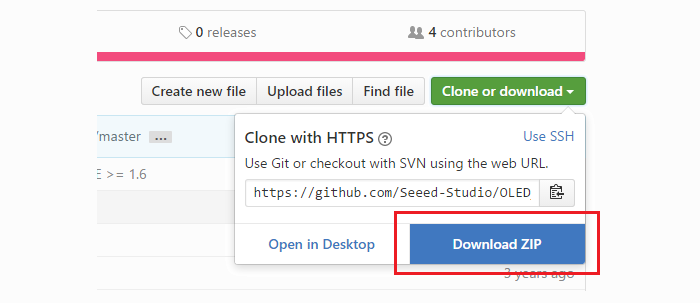 0 releases
4 contributors
Create new file
Upload files
Find file
Clone or download
/master ...
Clone with HTTPS ?
Use SSH
Use Git or checkout with SVN using the web URL.
E >= 1.6
https://github.com/Seeed-Studio/OLED
Open in Desktop
Download ZIP
3 years ago